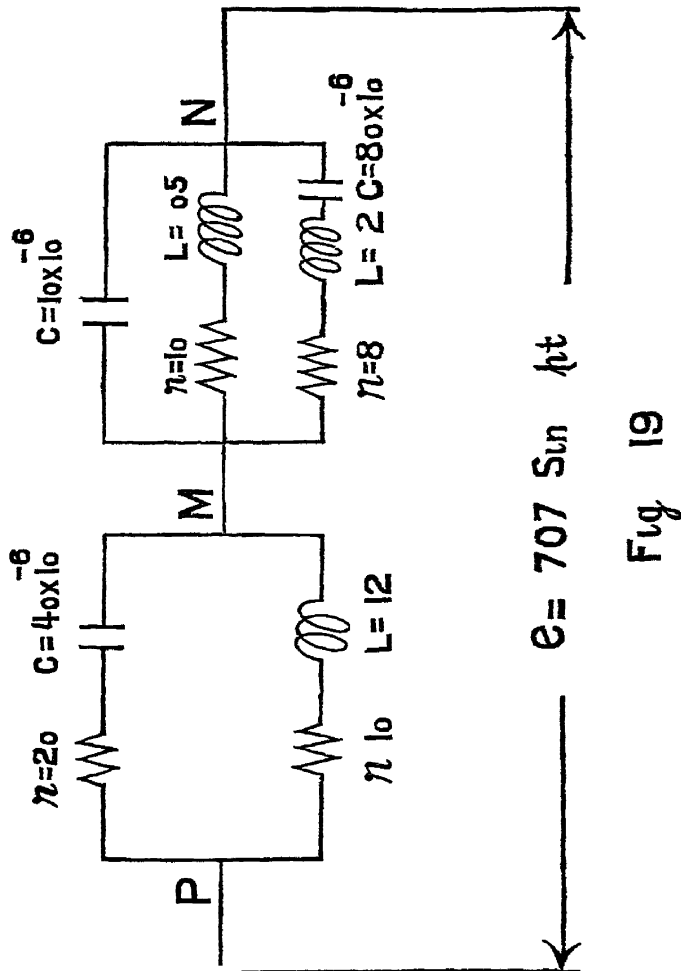 C=40x10⁻⁶
r=20
P
M
r 10
L= 12
C=10x10⁻⁶
r=10
L= 05
N
r=8
L= 2
C=80x10⁻⁶
e= 707 Sin pt
Fig 19